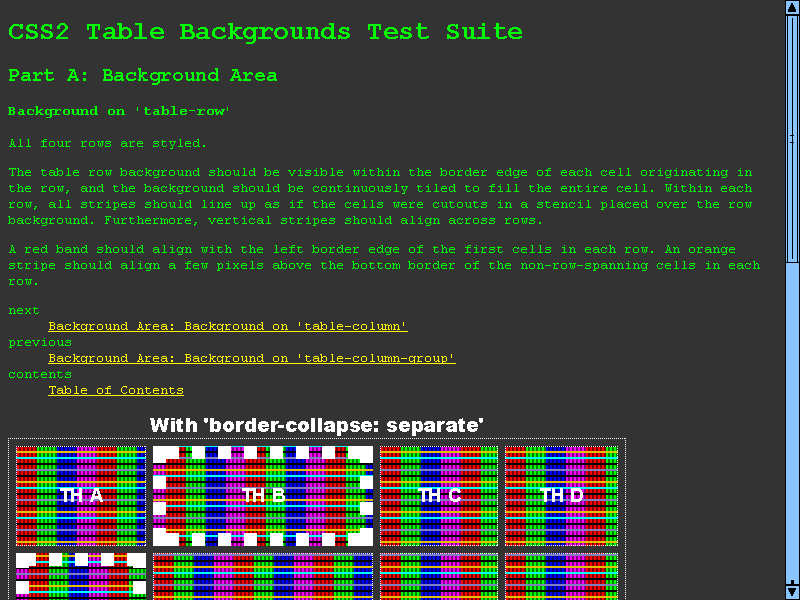 CSS2 Table Backgrounds Test Suite
Part A: Background Area
Background on 'table-row'
All four rows are styled.
The table row background should be visible within the border edge of each cell originating in
the row, and the background should be continuously tiled to fill the entire cell. Within each
row, all stripes should line up as if the cells were cutouts in a stencil placed over the row
background. Furthermore, vertical stripes should align across rows.
A red band should align with the left border edge of the first cells in each row. An orange
stripe should align a few pixels above the bottom border of the non-row-spanning cells in each
row.
next
Background Area: Background on 'table-column'
previous
Background Area: Background on 'table-column-group'
contents
Table of Contents
With 'border-collapse: separate'
TH A TH B TH C TH D